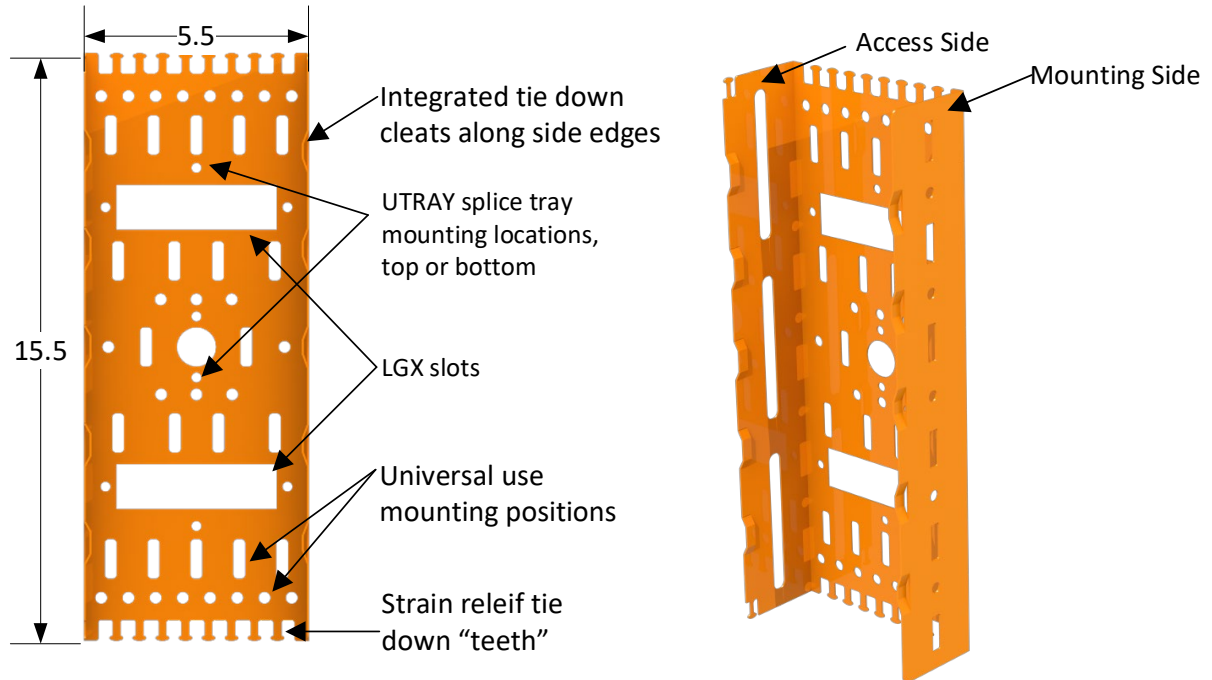 5.5
15.5
Integrated tie down
cleats along side edges
UTRAY splice tray
mounting locations,
top or bottom
LGX slots
Universal use
mounting positions
Strain releif tie
down “teeth”
Access Side
Mounting Side